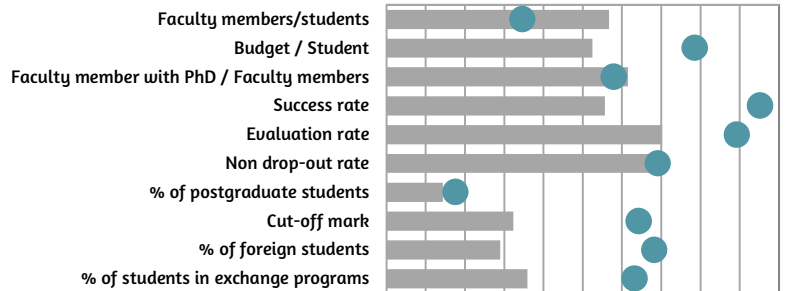 Faculty members/students
Budget / Student
Faculty member with PhD / Faculty members
Success rate
Evaluation rate
Non drop-out rate
% of postgraduate students
Cut-off mark
% of foreign students
% of students in exchange programs